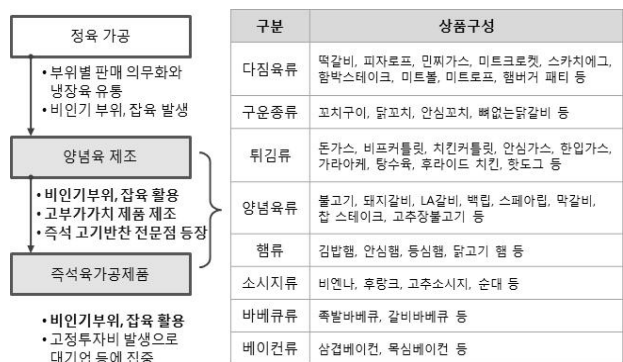 정육 가공
• 부위별 판매 의무화와
냉장육 유통
• 비인기 부위, 잡육 발생
양념육 제조
• 비인기부위, 잡육 활용
• 고부가가치 제품 제조
• 즉석 고기반찬 전문점 등장
즉석육가공제품
• 비인기부위, 잡육 활용
• 고정투자비 발생으로
대기업 등에 집중
구분 상품구성
다짐육류 떡갈비, 피자로프, 민찌가스, 미트크로켓, 스카치에그,
함박스테이크, 미트볼, 미트로프, 햄버거 패티 등
구운종류 꼬치구이, 닭꼬치, 안심꼬치, 뼈없는닭갈비 등
튀김류 돈가스, 비프커틀릿, 치킨커틀릿, 안심가스, 한입가스,
가라아케, 탕수육, 후라이드 치킨, 핫도그 등
양념육류 불고기, 돼지갈비, LA갈비, 백립, 스페아립, 막갈비,
찹 스테이크, 고추장불고기 등
햄류 김밥햄, 안심햄, 등심햄, 닭고기 햄 등
소시지류 비엔나, 후랑크, 고추소시지, 순대 등
바베큐류 족발바베큐, 갈비바베큐 등
베이컨류 삼겹베이컨, 목심베이컨 등